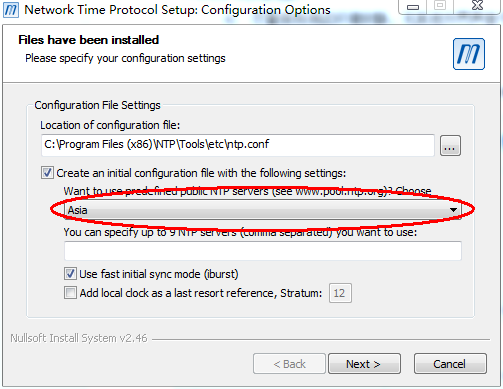 Network Time Protocol Setup: Configuration Options
Files have been installed
Please specify your configuration settings
Configuration File Settings
Location of configuration file:
C:\Program Files (x86)\NTP\Tools\etc\ntp.conf
...
Create an initial configuration file with the following settings:
Want to use predefined public NTP servers (see www.pool.ntp.org)? Choose
Asia
You can specify up to 9 NTP servers (comma separated) you want to use:
Use fast initial sync mode (iburst)
Add local clock as a last resort reference, Stratum: 12
Nullsoft Install System v2.46
< Back Next > Cancel